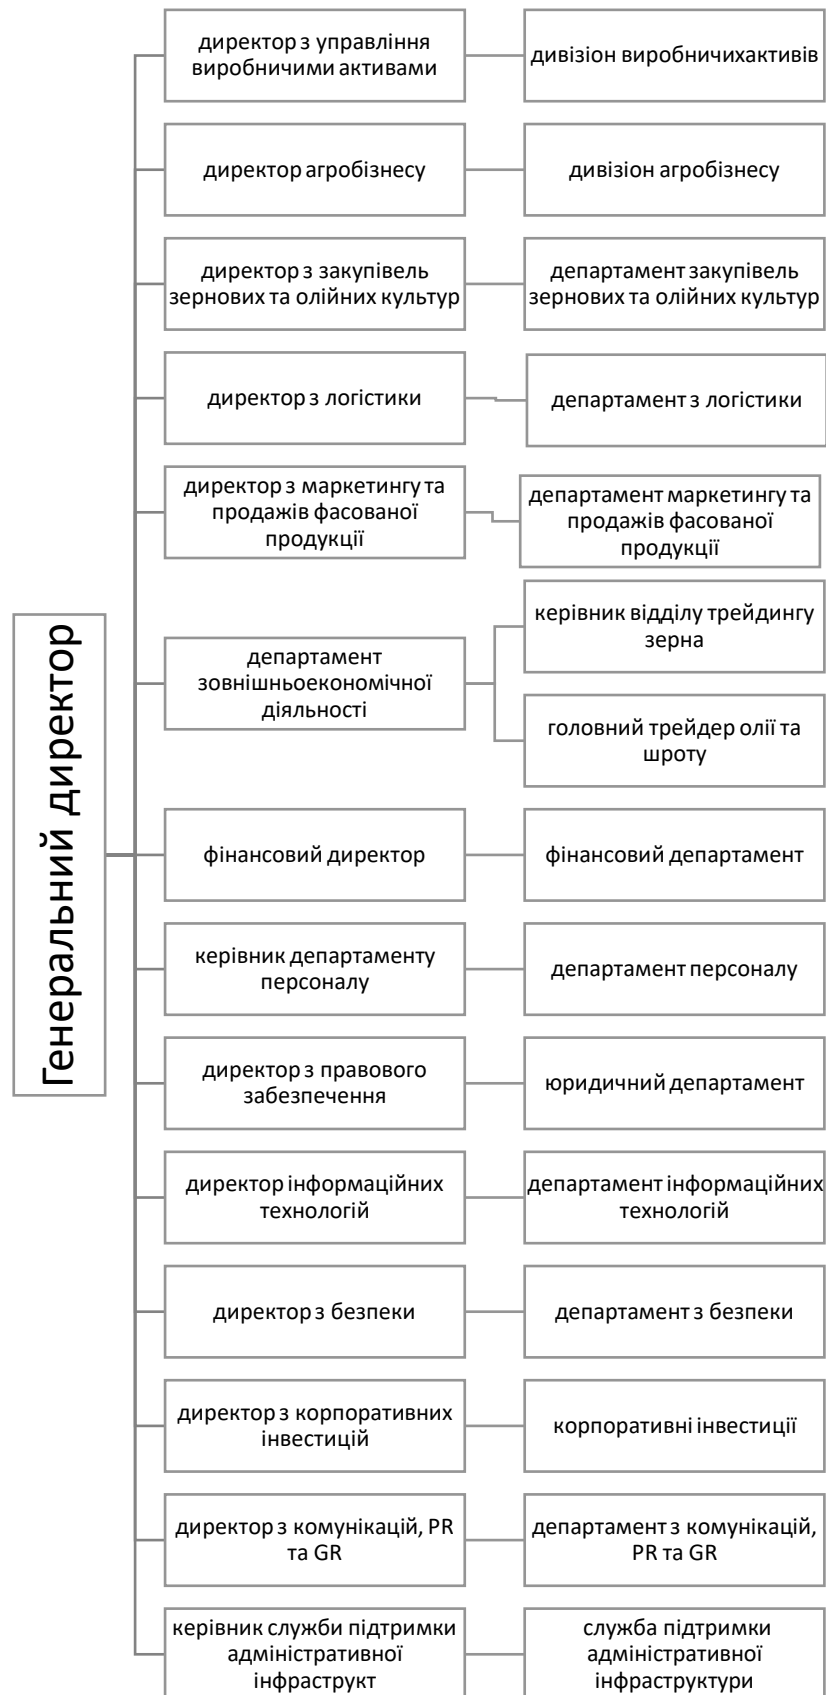 Генеральний директор
директор з управління
виробничими активами
дивізіон виробничихактивів
директор агробізнесу
дивізіон агробізнесу
директор з закупівель
зернових та олійних культур
департамент закупівель
зернових та олійних культур
директор з логістики
департамент з логістики
директор з маркетингу та
продажів фасованої
продукції
департамент маркетингу та
продажів фасованої
продукції
департамент
зовнішньоекономічної
діяльності
керівник відділу трейдингу
зерна
головний трейдер олії та
шроту
фінансовий директор
фінансовий департамент
керівник департаменту
персоналу
департамент персоналу
директор з правового
забезпечення
юридичний департамент
директор інформаційних
технологій
департамент інформаційних
технологій
директор з безпеки
департамент з безпеки
директор з корпоративних
інвестицій
корпоративні інвестиції
директор з комунікацій, PR
та GR
департамент з комунікацій,
PR та GR
керівник служби підтримки
адміністративної
інфраструкт
служба підтримки
адміністративної
інфраструктури